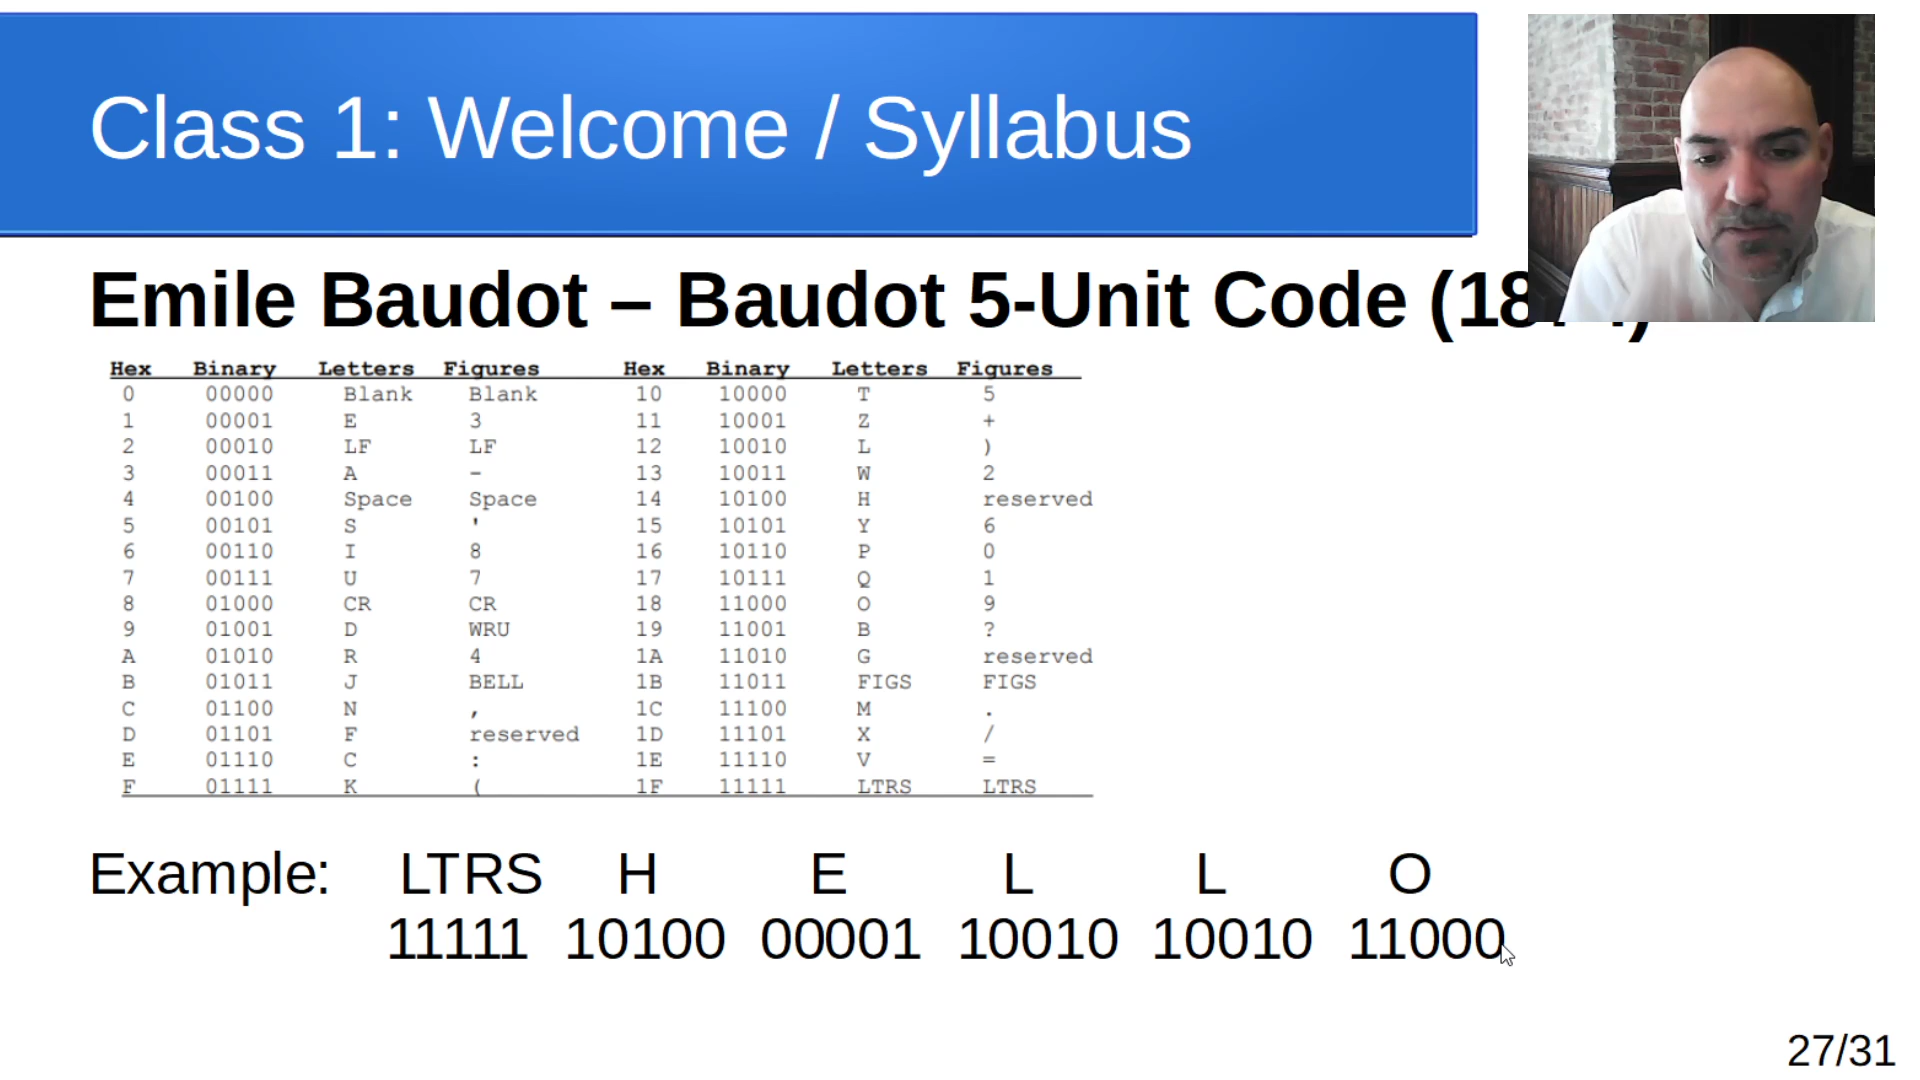 Class 1: Welcome / Syllabus
Emile Baudot – Baudot 5-Unit Code (18
Hex Binary Letters Figures Hex Binary Letters Figures
0 00000 Blank Blank 10 10000 T 5
1 00001 E 3 11 10001 Z +
2 00010 LF LF 12 10010 L )
3 00011 A - 13 10011 W 2
4 00100 Space Space 14 10100 H reserved
5 00101 S ' 15 10101 Y 6
6 00110 I 8 16 10110 P 0
7 00111 U 7 17 10111 Q 1
8 01000 CR CR 18 11000 O 9
9 01001 D WRU 19 11001 B ?
A 01010 R 4 1A 11010 G reserved
B 01011 J BELL 1B 11011 FIGS FIGS
C 01100 N , 1C 11100 M .
D 01101 F reserved 1D 11101 X /
E 01110 C : 1E 11110 V =
F 01111 K ( 1F 11111 LTRS LTRS
Example: LTRS H E L L O
11111 10100 00001 10010 10010 11000
27/31